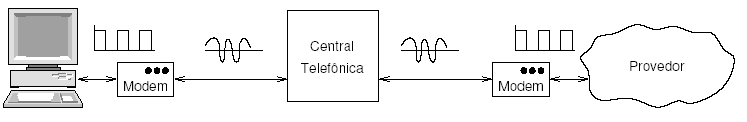 Modem
Central
Telefônica
Modem
Provedor